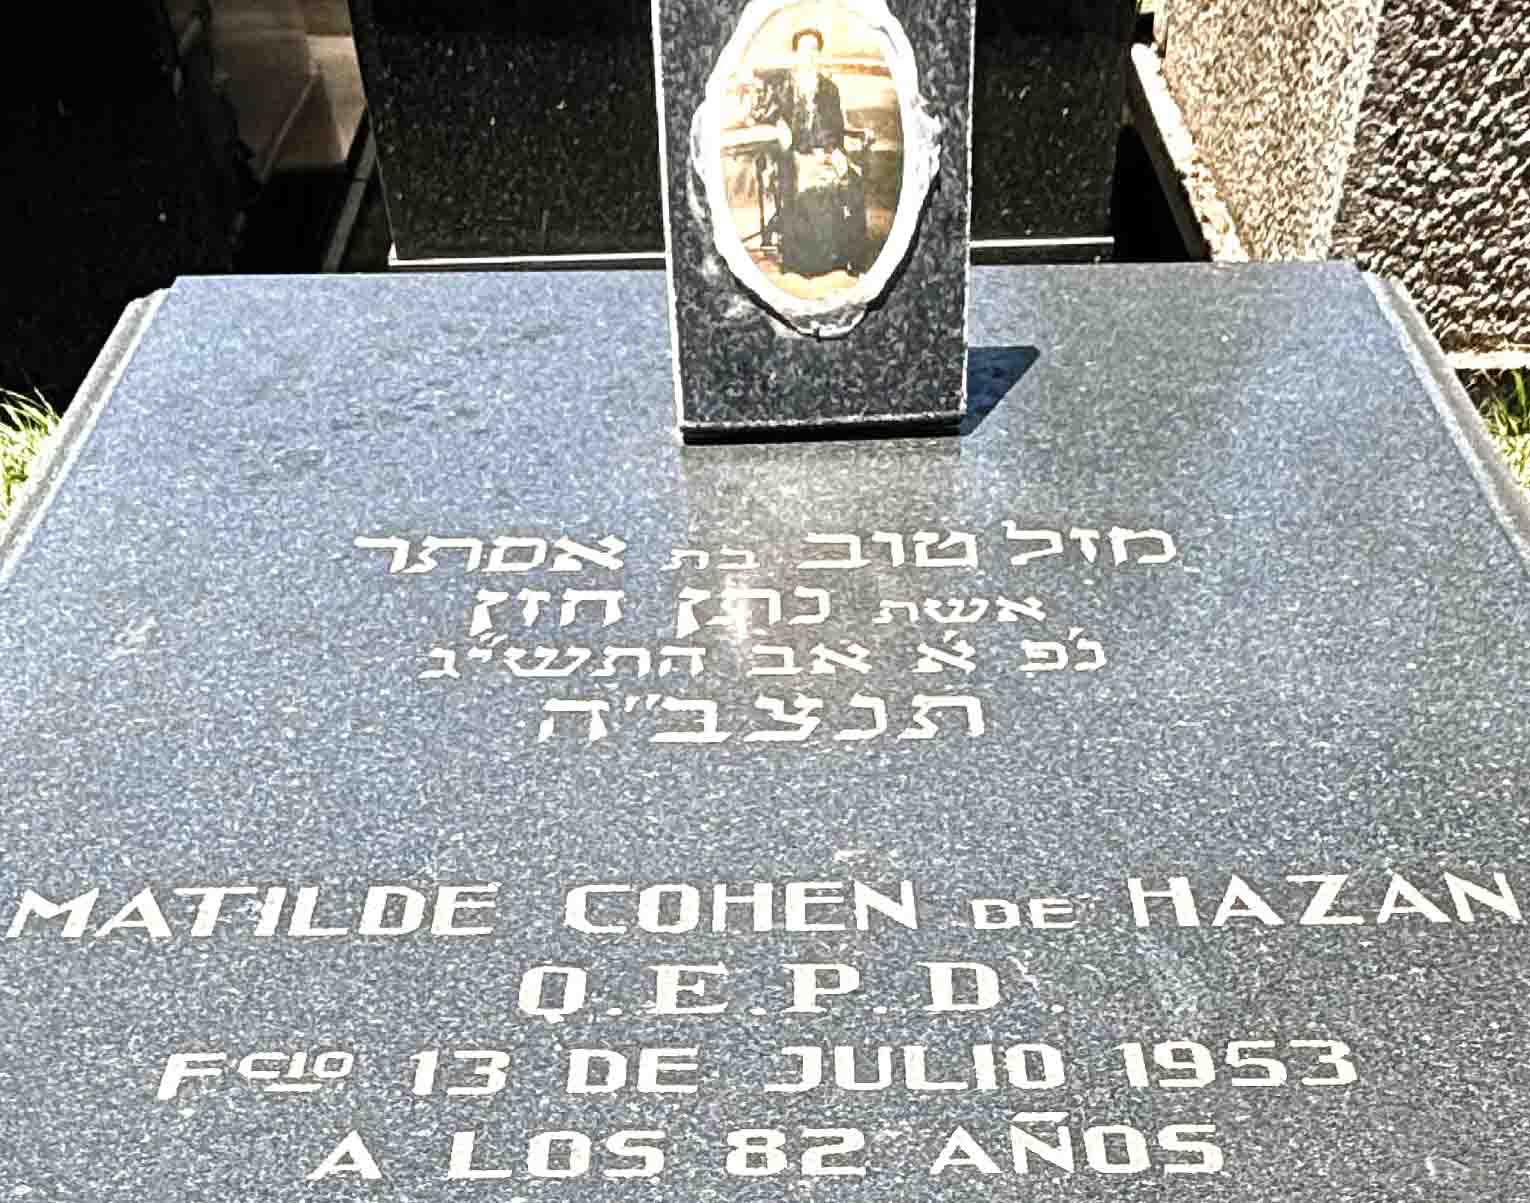 מזל טוב בת אסתר
אשת נתן חזן
נ'פ א' אב התשי"ג
תנצב"ה
MATILDE COHEN DE HAZAN
Q.E.P.D.
Fcio 13 DE JULIO 1953
A LOS 82 AÑOS